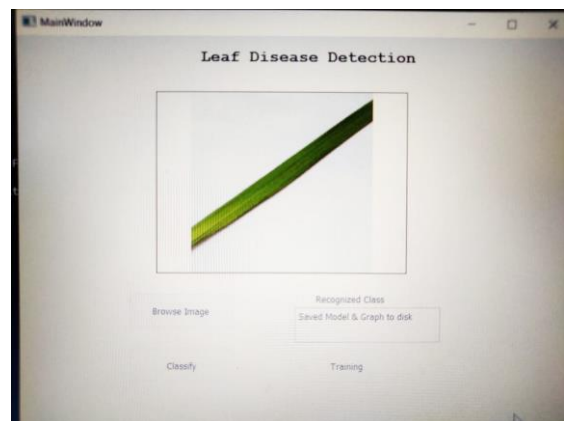 MainWindow
Leaf Disease Detection
Recognized Class
Browse Image
Saved Model & Graph to disk
Classify
Training